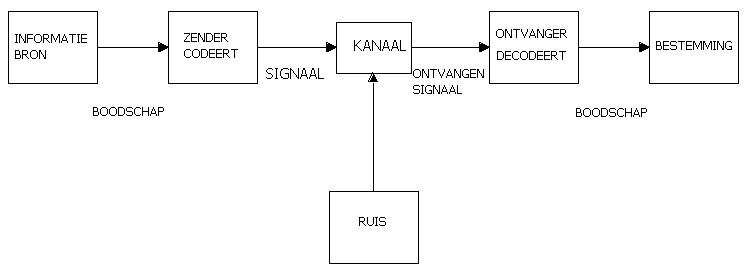 INFORMATIE
BRON
ZENDER
CODEERT
SIGNAAL
KANAAL
ONTVANGEN
SIGNAAL
ONTVANGER
DECODEERT
BESTEMMING
BOODSCHAP
BOODSCHAP
RUIS